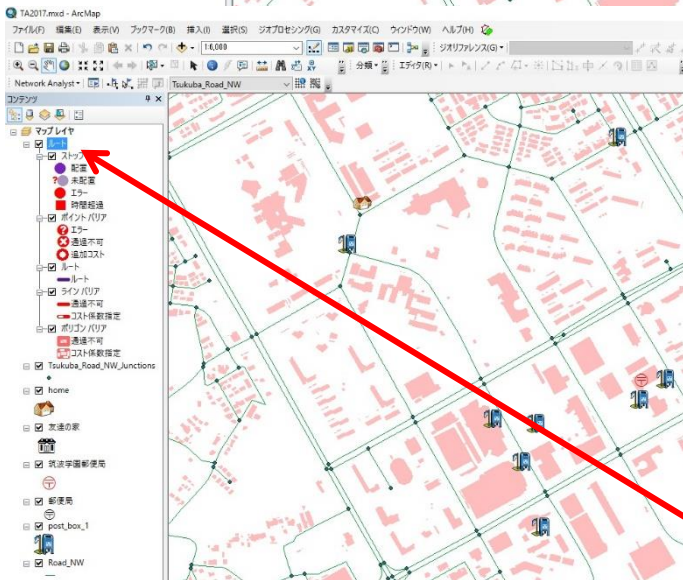 TA2017.mxd - ArcMap
ファイル(F) 編集(E) 表示(V) ブックマーク(B) 挿入(I) 選択(S) ジオプロセシング(G) カスタマイズ(C) ウィンドウ(W) ヘルプ(H)
1:6,000
ジオリファレンス(G)
分類 エディタ(R)
Network Analyst
Tsukuba_Road_NW
コンテンツ
マップ レイヤ
ルート
ストップ
配置
未配置
エラー
時間超過
ポイント バリア
エラー
通過不可
追加コスト
ルート
ルート
ライン バリア
通過不可
コスト係数指定
ポリゴン バリア
通過不可
コスト係数指定
Tsukuba_Road_NW_Junctions
home
友達の家
筑波学園郵便局
郵便局
post_box_1
Road_NW